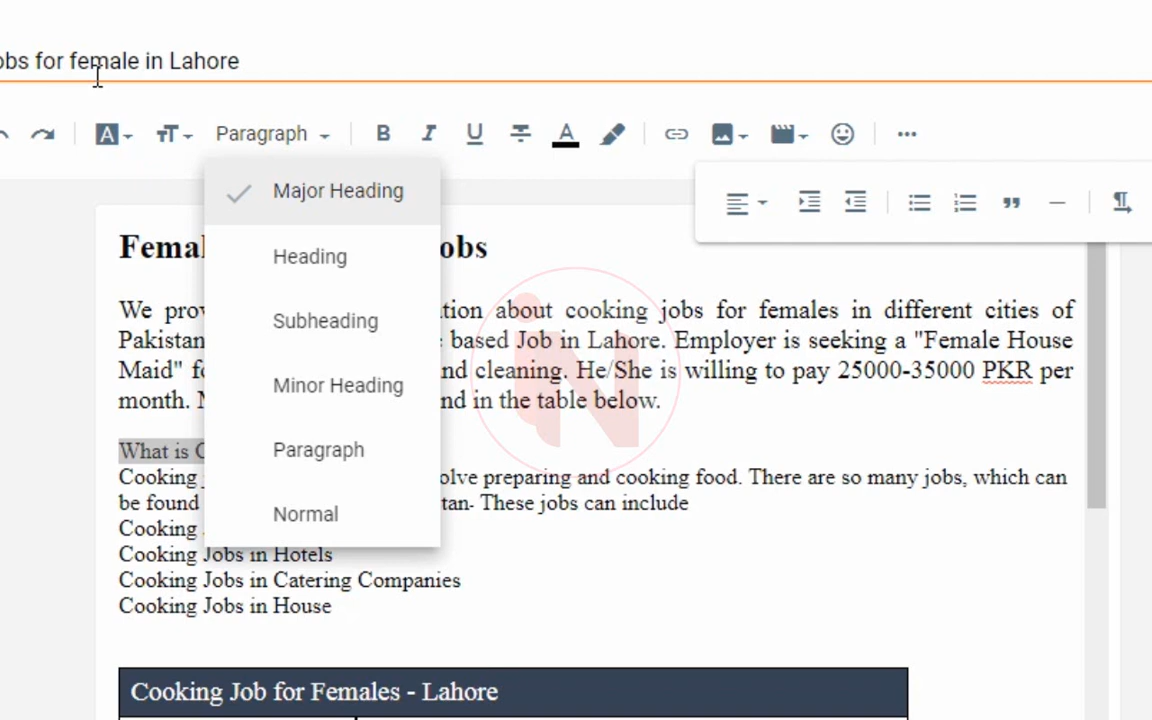 obs for female in Lahore
Paragraph
Major Heading
Heading
Subheading
Minor Heading
Paragraph
Normal
Femal obs
We prov tion about cooking jobs for females in different cities of
Pakistan based Job in Lahore. Employer is seeking a "Female House
Maid" fo nd cleaning. He/She is willing to pay 25000-35000 PKR per
month. nd in the table below.
What is
Cooking olve preparing and cooking food. There are so many jobs, which can
be found tan- These jobs can include
Cooking
Cooking Jobs in Hotels
Cooking Jobs in Catering Companies
Cooking Jobs in House
Cooking Job for Females - Lahore
iN